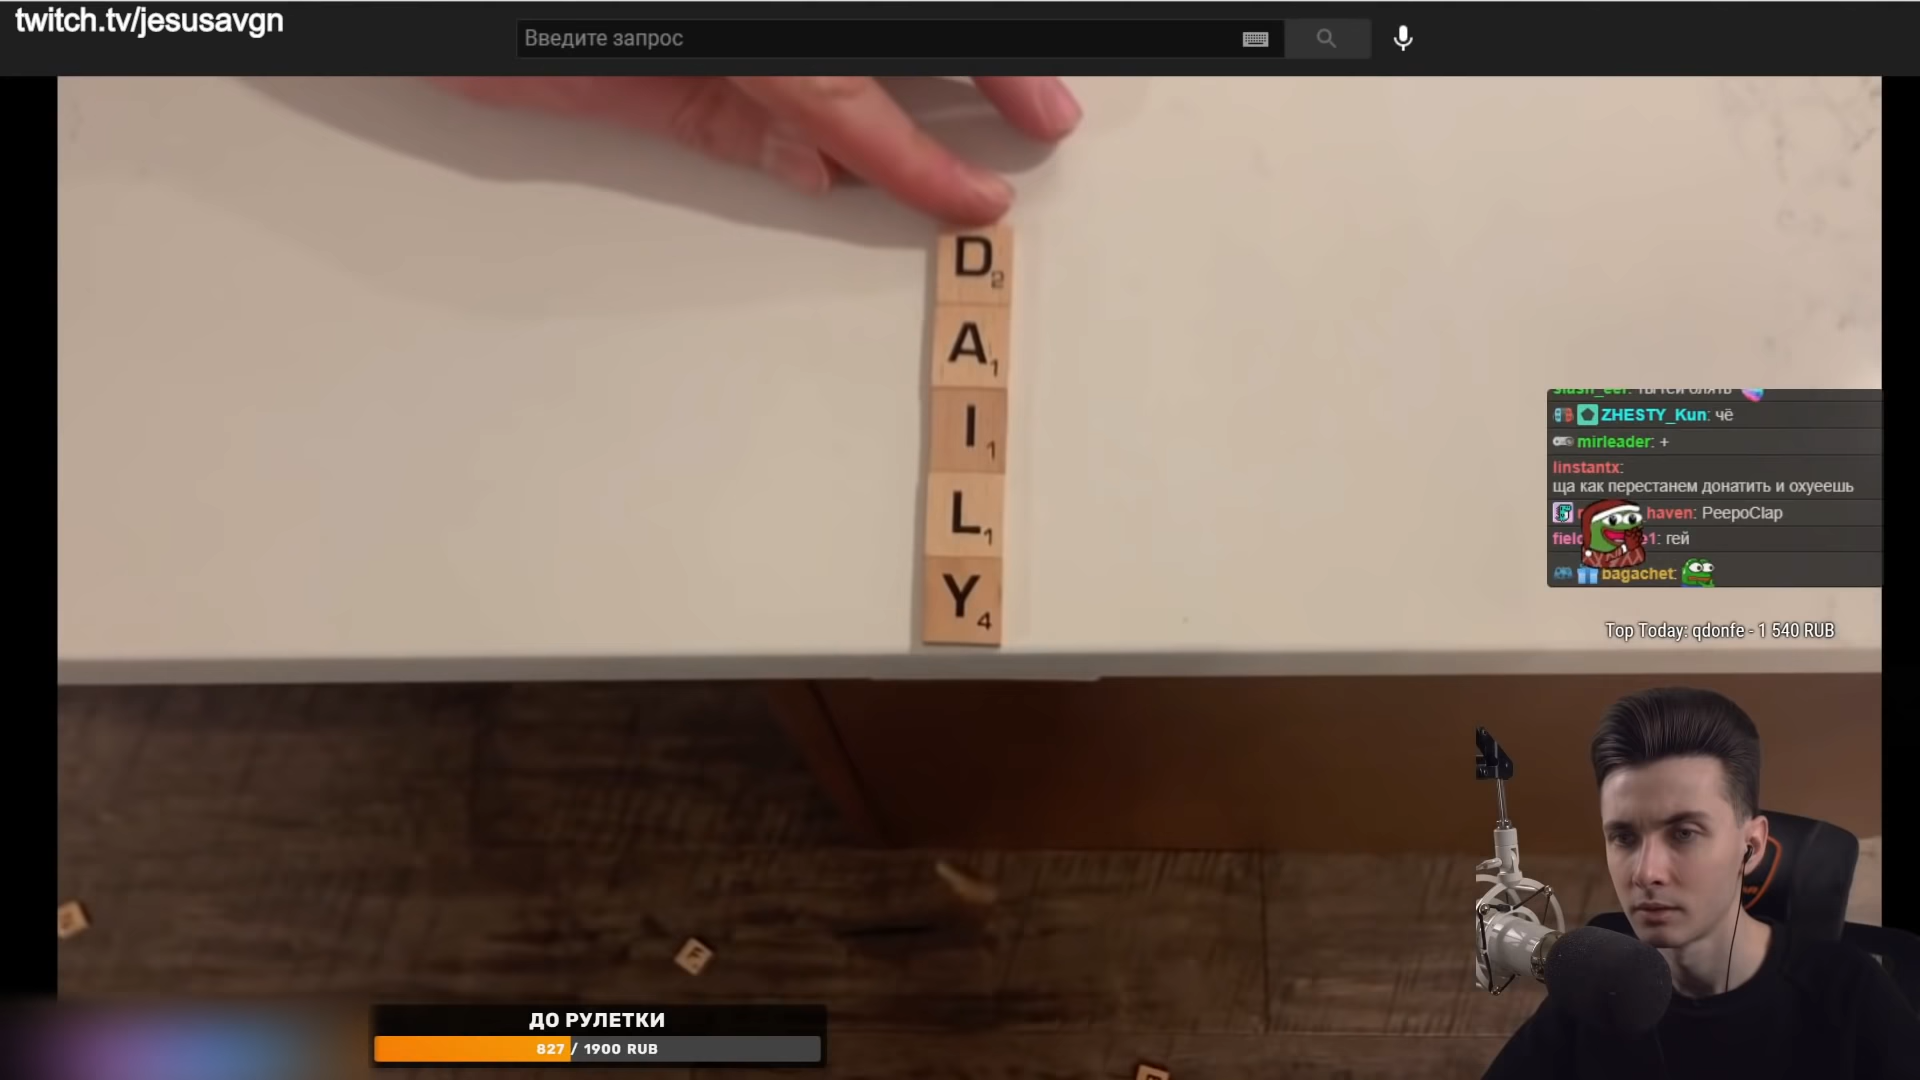 twitch.tv/jesusavgn
Введите запрос
D2
A1
I1
L1
Y4
ZHESTY_Kun: чё
mirleader: +
linstantx:
ща как перестанем донатить и охуеешь
haven: PeepoClap
e1: гей
bagachet:
Top Today: qdonfe - 1 540 RUB
ДО РУЛЕТКИ
827 / 1900 RUB